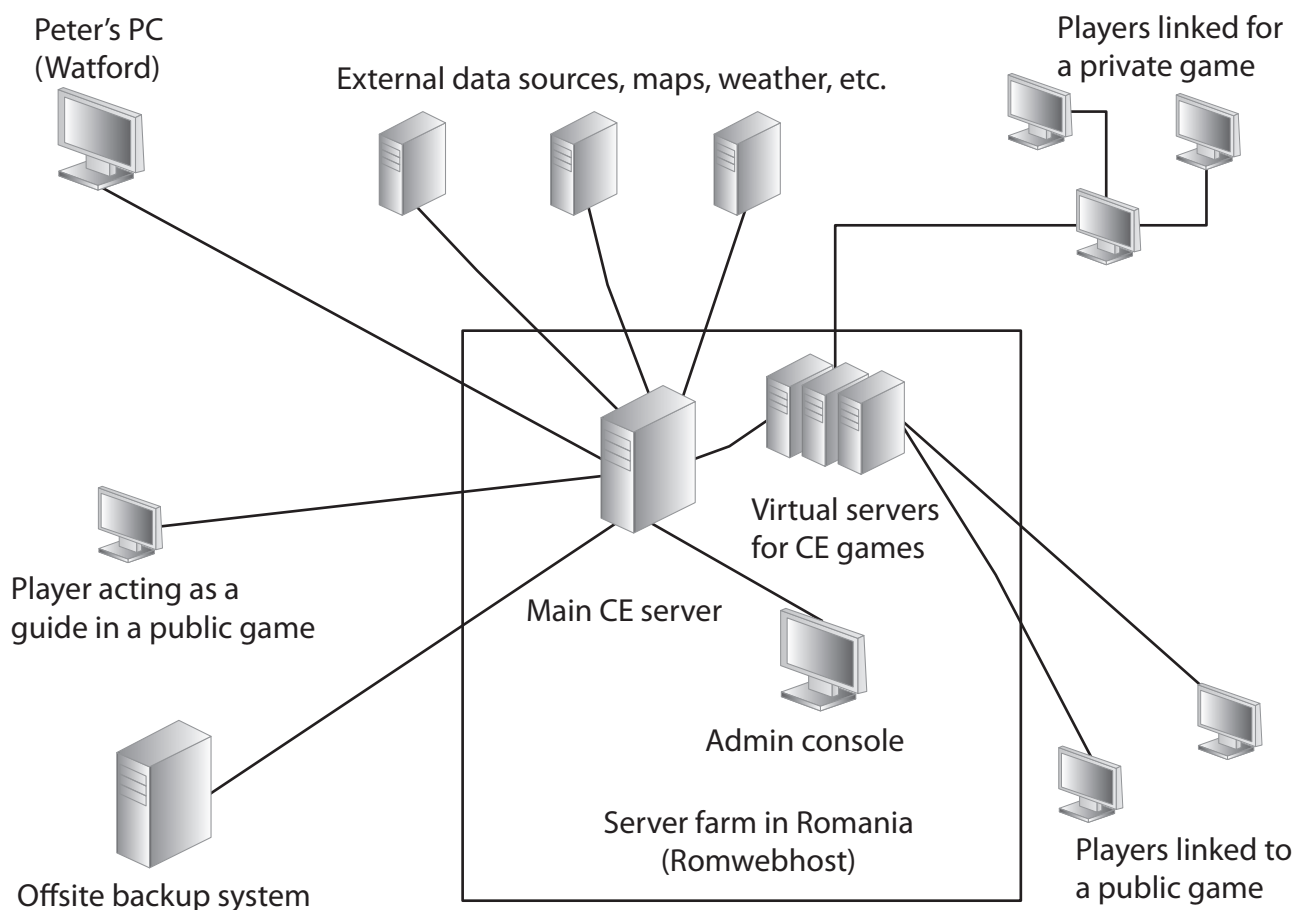 Peter’s PC
(Watford)
External data sources, maps, weather, etc.
Players linked for
a private game
Virtual servers
for CE games
Player acting as a
guide in a public game
Main CE server
Admin console
Server farm in Romania
(Romwebhost)
Offsite backup system
Players linked to
a public game